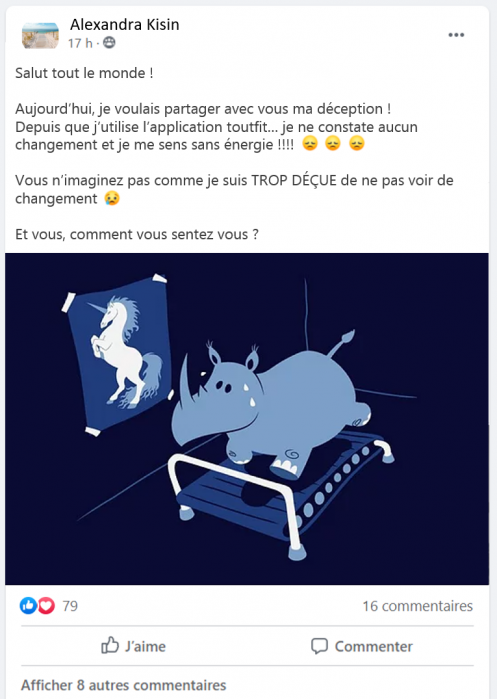 Alexandra Kisin
17 h ·
Salut tout le monde !
Aujourd’hui, je voulais partager avec vous ma déception !
Depuis que j’utilise l’application toutfit... je ne constate aucun
changement et je me sens sans énergie !!!! 😞 😞 😞
Vous n’imaginez pas comme je suis TROP DÉÇUE de ne pas voir de
changement 😢
Et vous, comment vous sentez vous ?
79
16 commentaires
J’aime
Commenter
Afficher 8 autres commentaires